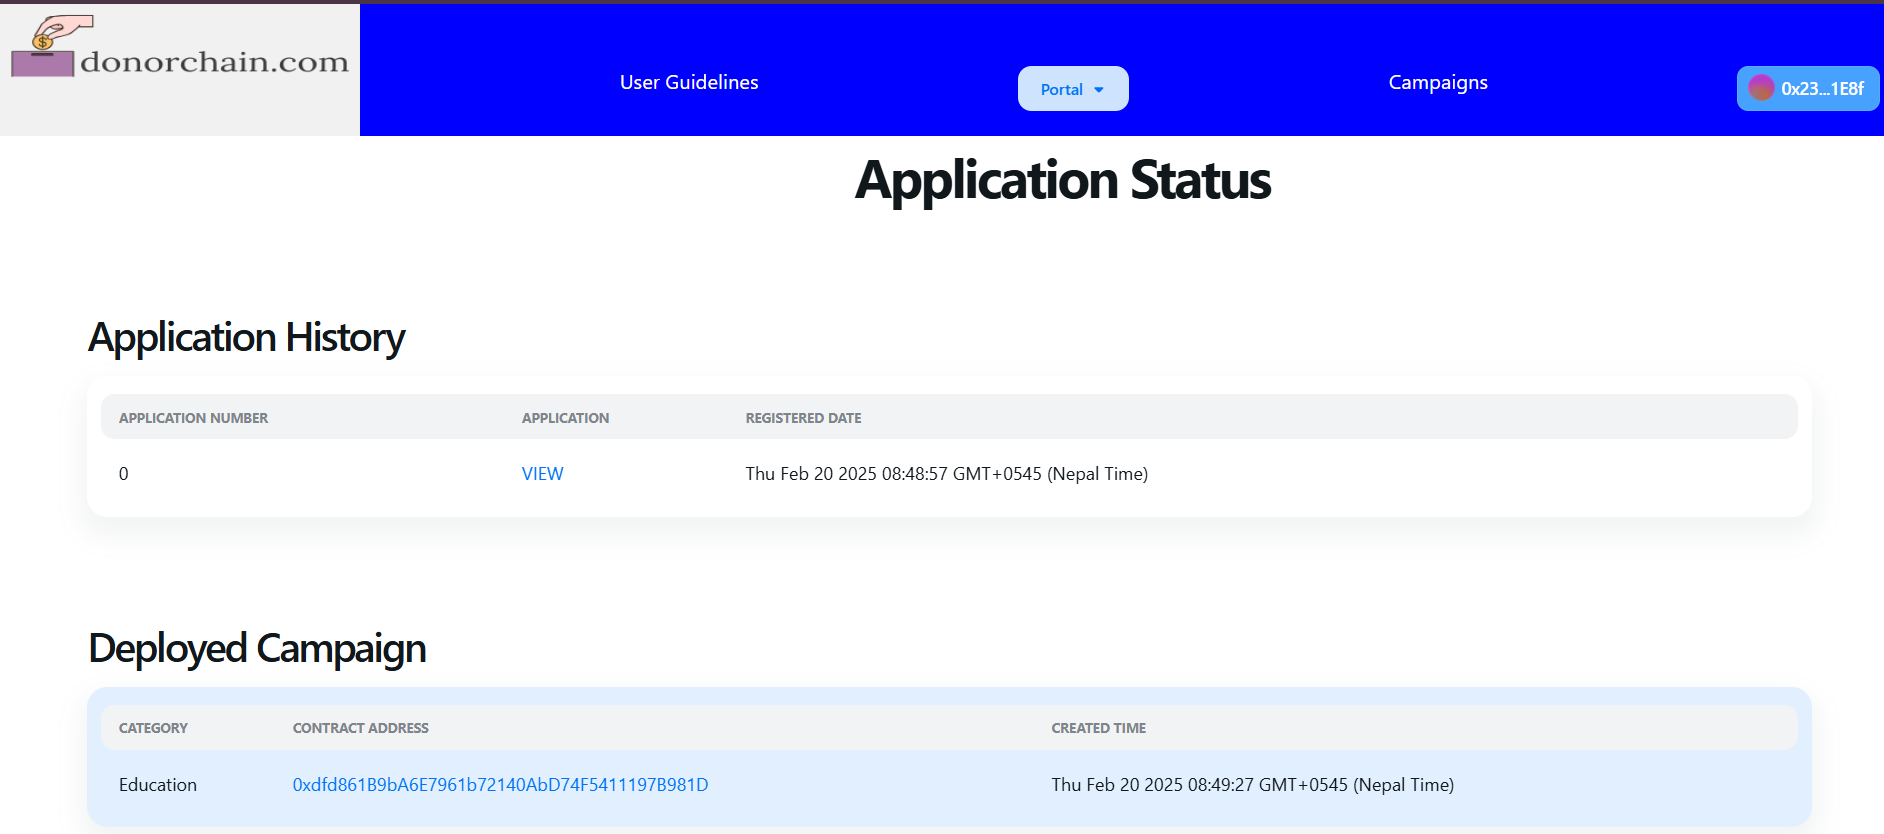 donorchain.com
User Guidelines
Portal
Campaigns
0x23...1E8f
Application Status
Application History
APPLICATION NUMBER APPLICATION REGISTERED DATE
0 VIEW Thu Feb 20 2025 08:48:57 GMT+0545 (Nepal Time)
Deployed Campaign
CATEGORY CONTRACT ADDRESS CREATED TIME
Education 0xdfd861B9bA6E7961b72140AbD74F5411197B981D Thu Feb 20 2025 08:49:27 GMT+0545 (Nepal Time)